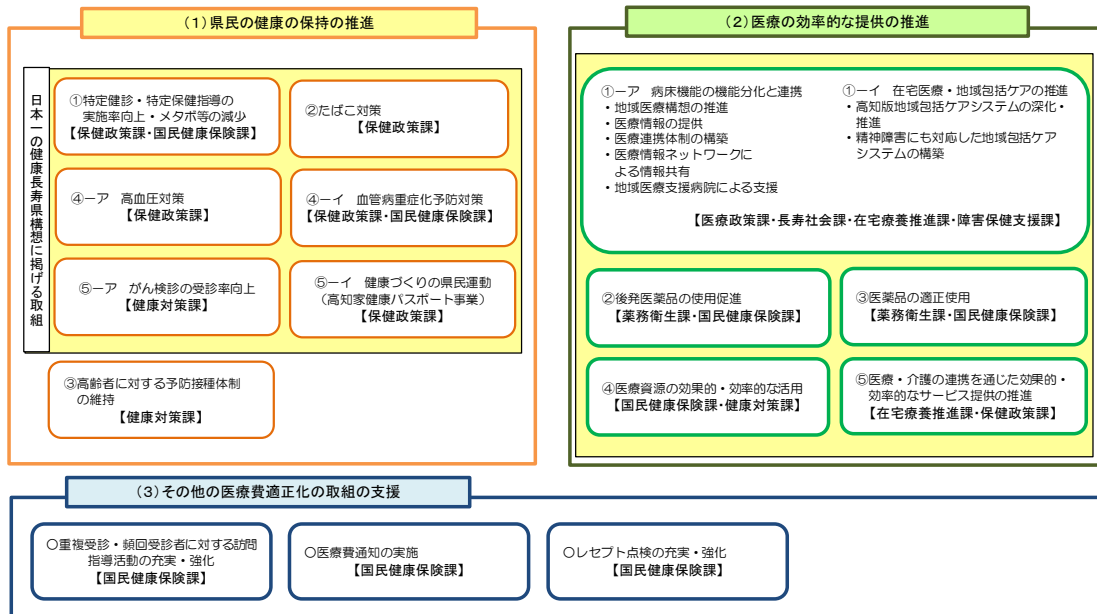 （1）県民の健康の保持の推進
日本一の健康長寿県構想に掲げる取組
①特定健診・特定保健指導の
実施率向上・メタボ等の減少
【保健政策課・国民健康保険課】
②たばこ対策
【保健政策課】
④ーア　高血圧対策
【保健政策課】
④ーイ　血管病重症化予防対策
【保健政策課・国民健康保険課】
⑤ーア　がん検診の受診率向上
【健康対策課】
⑤ーイ　健康づくりの県民運動
（高知家健康パスポート事業）
【保健政策課】
③高齢者に対する予防接種体制
の維持
【健康対策課】
（2）医療の効率的な提供の推進
①ーア　病床機能の機能分化と連携
・地域医療構想の推進
・医療情報の提供
・医療連携体制の構築
・医療情報ネットワークに
よる情報共有
・地域医療支援病院による支援
①ーイ　在宅医療・地域包括ケアの推進
・高知版地域包括ケアシステムの深化・
推進
・精神障害にも対応した地域包括ケア
システムの構築
【医療政策課・長寿社会課・在宅療養推進課・障害保健支援課】
②後発医薬品の使用促進
【薬務衛生課・国民健康保険課】
③医薬品の適正使用
【薬務衛生課・国民健康保険課】
④医療資源の効果的・効率的な活用
【国民健康保険課・健康対策課】
⑤医療・介護の連携を通じた効果的・
効率的なサービス提供の推進
【在宅療養推進課・保健政策課】
（3）その他の医療費適正化の取組の支援
〇重複受診・頻回受診者に対する訪問
指導活動の充実・強化
【国民健康保険課】
〇医療費通知の実施
【国民健康保険課】
〇レセプト点検の充実・強化
【国民健康保険課】